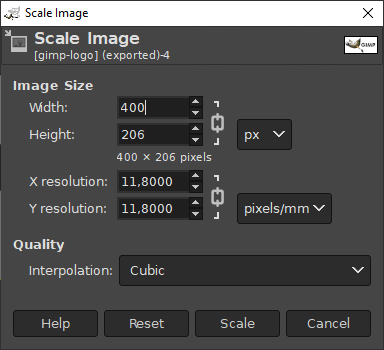 Scale Image
Scale Image
[gimp-logo] (exported)-4
GIMP
Image Size
Width: 400
Height: 206 px
400 × 206 pixels
X resolution: 11,8000
Y resolution: 11,8000 pixels/mm
Quality
Interpolation: Cubic
Help Reset Scale Cancel